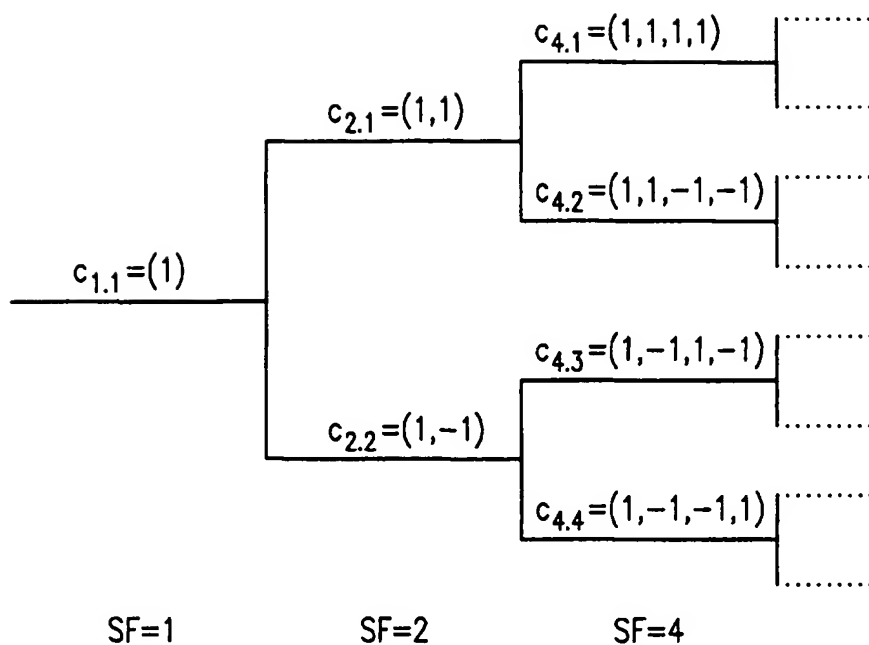 c4.1=(1,1,1,1)
c2.1=(1,1)
c4.2=(1,1,-1,-1)
c1.1=(1)
c4.3=(1,-1,1,-1)
c2.2=(1,-1)
c4.4=(1,-1,-1,1)
SF=1 SF=2 SF=4